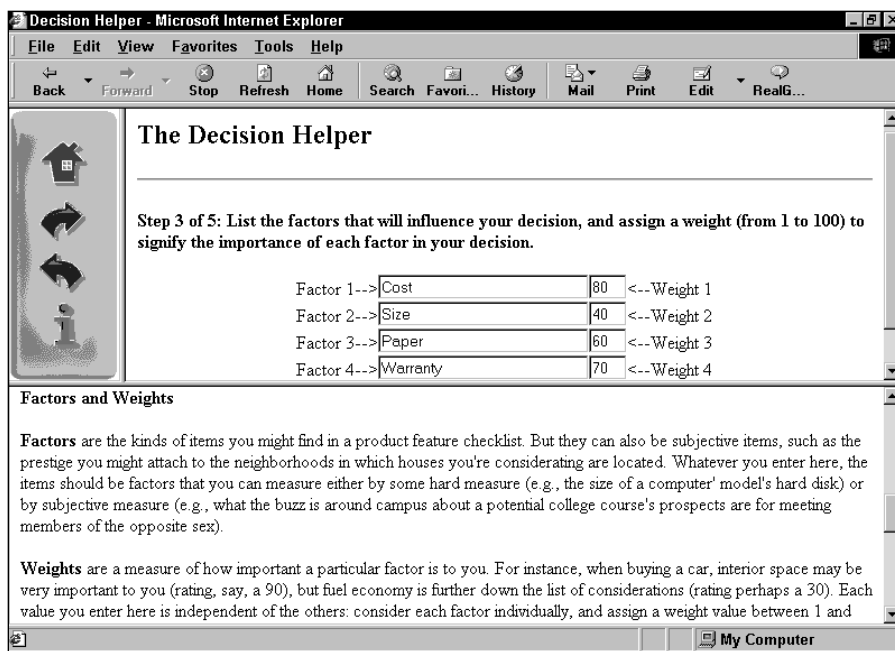 Decision Helper - Microsoft Internet Explorer
File Edit View Favorites Tools Help
Back Forward Stop Refresh Home Search Favori... History Mail Print Edit RealG...
The Decision Helper
Step 3 of 5: List the factors that will influence your decision, and assign a weight (from 1 to 100) to
signify the importance of each factor in your decision.
Factor 1-->Cost 80 <--Weight 1
Factor 2-->Size 40 <--Weight 2
Factor 3-->Paper 60 <--Weight 3
Factor 4-->Warranty 70 <--Weight 4
Factors and Weights
Factors are the kinds of items you might find in a product feature checklist. But they can also be subjective items, such as the
prestige you might attach to the neighborhoods in which houses you're considering are located. Whatever you enter here, the
items should be factors that you can measure either by some hard measure (e.g., the size of a computer' model's hard disk) or
by subjective measure (e.g., what the buzz is around campus about a potential college course's prospects are for meeting
members of the opposite sex).
Weights are a measure of how important a particular factor is to you. For instance, when buying a car, interior space may be
very important to you (rating, say, a 90), but fuel economy is further down the list of considerations (rating perhaps a 30). Each
value you enter here is independent of the others: consider each factor individually, and assign a weight value between 1 and
My Computer